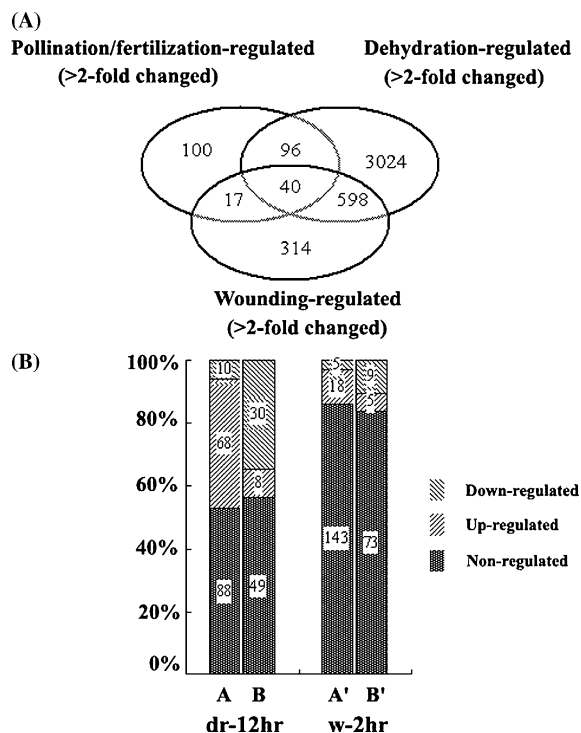 (A)
Pollination/fertilization-regulated
(>2-fold changed)
Dehydration-regulated
(>2-fold changed)
100
96
3024
40
17
598
314
Wounding-regulated
(>2-fold changed)
(B)
100%
80%
60%
40%
20%
0%
10
68
88
30
8
49
5
18
143
9
5
73
Down-regulated
Up-regulated
Non-regulated
A
B
A'
B'
dr-12hr
w-2hr